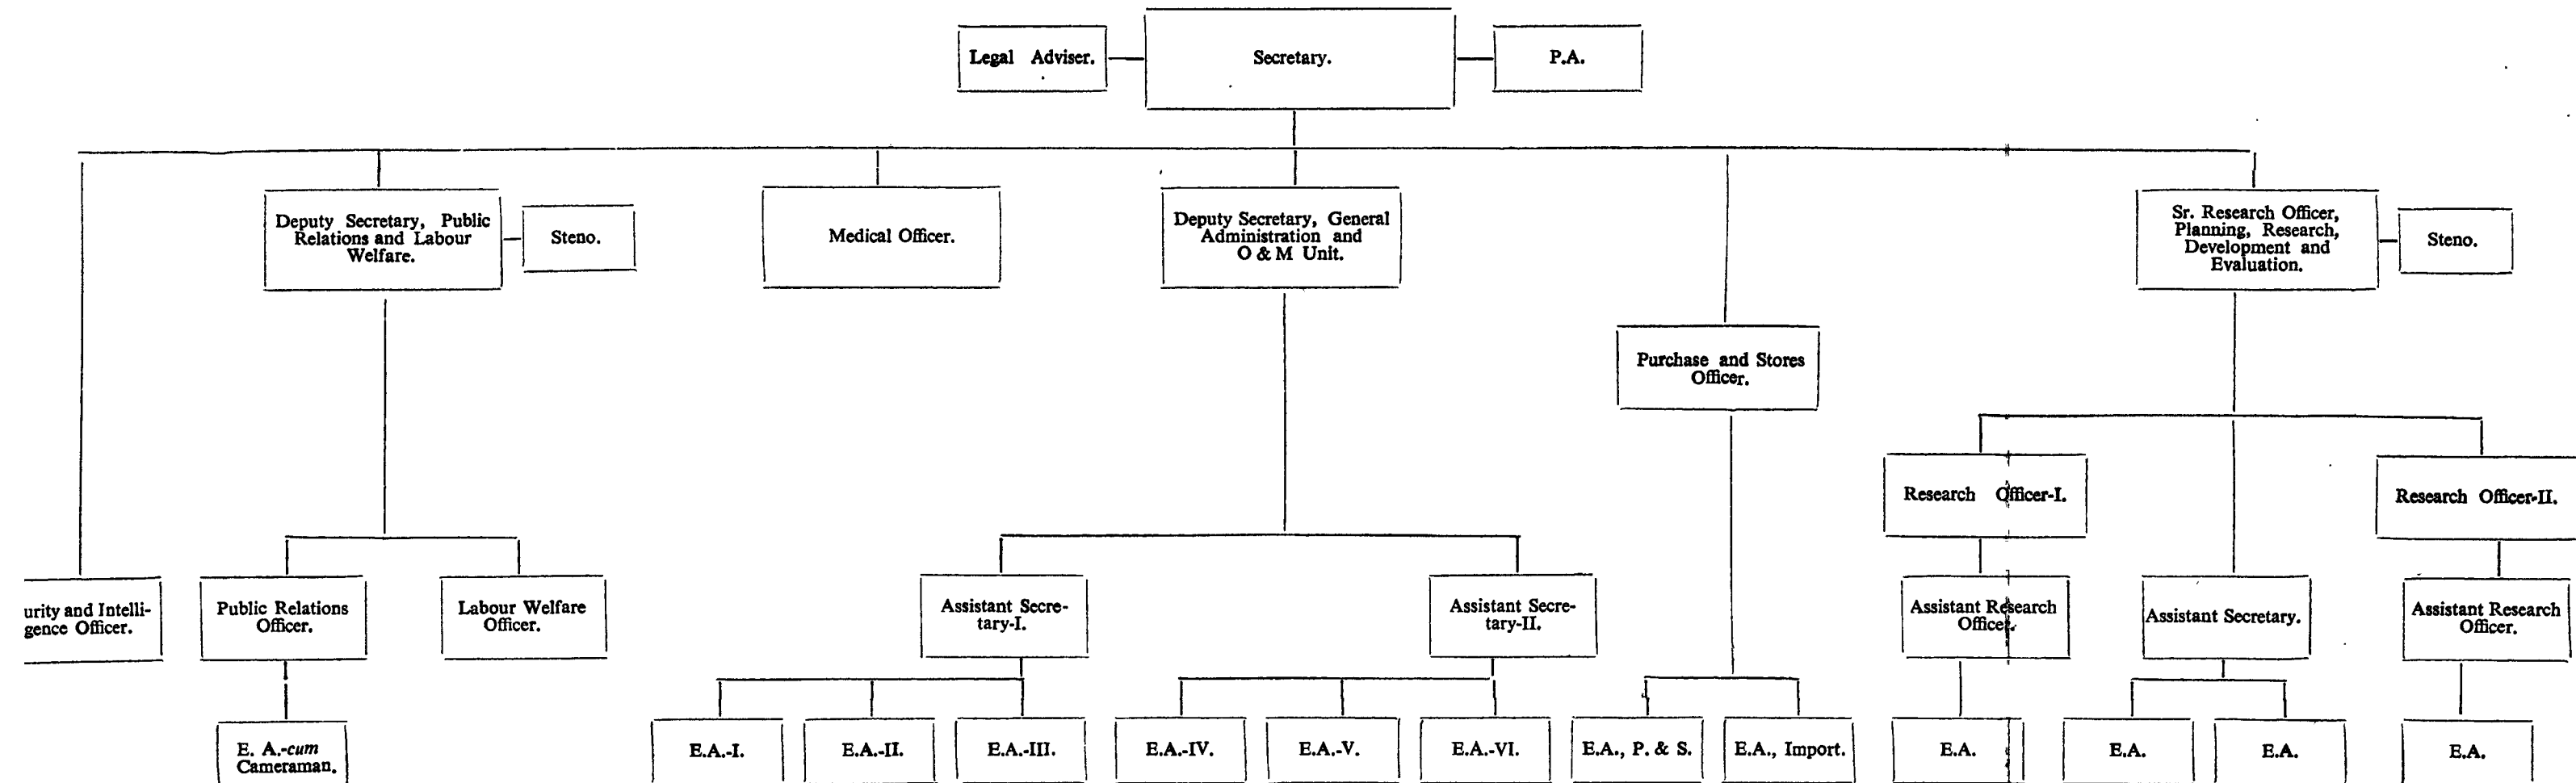 Legal Adviser.
Secretary.
P.A.
Deputy Secretary, Public
Relations and Labour
Welfare.
Steno.
Medical Officer.
Deputy Secretary, General
Administration and
O & M Unit.
Sr. Research Officer,
Planning, Research,
Development and
Evaluation.
Steno.
Purchase and Stores
Officer.
Research Officer-I.
Research Officer-II.
urity and Intelli-
gence Officer.
Public Relations
Officer.
Labour Welfare
Officer.
Assistant Secre-
tary-I.
Assistant Secre-
tary-II.
Assistant Research
Officer.
Assistant Secretary.
Assistant Research
Officer.
E. A.-cum
Cameraman.
E.A.-I.
E.A.-II.
E.A.-III.
E.A.-IV.
E.A.-V.
E.A.-VI.
E.A., P. & S.
E.A., Import.
E.A.
E.A.
E.A.
E.A.